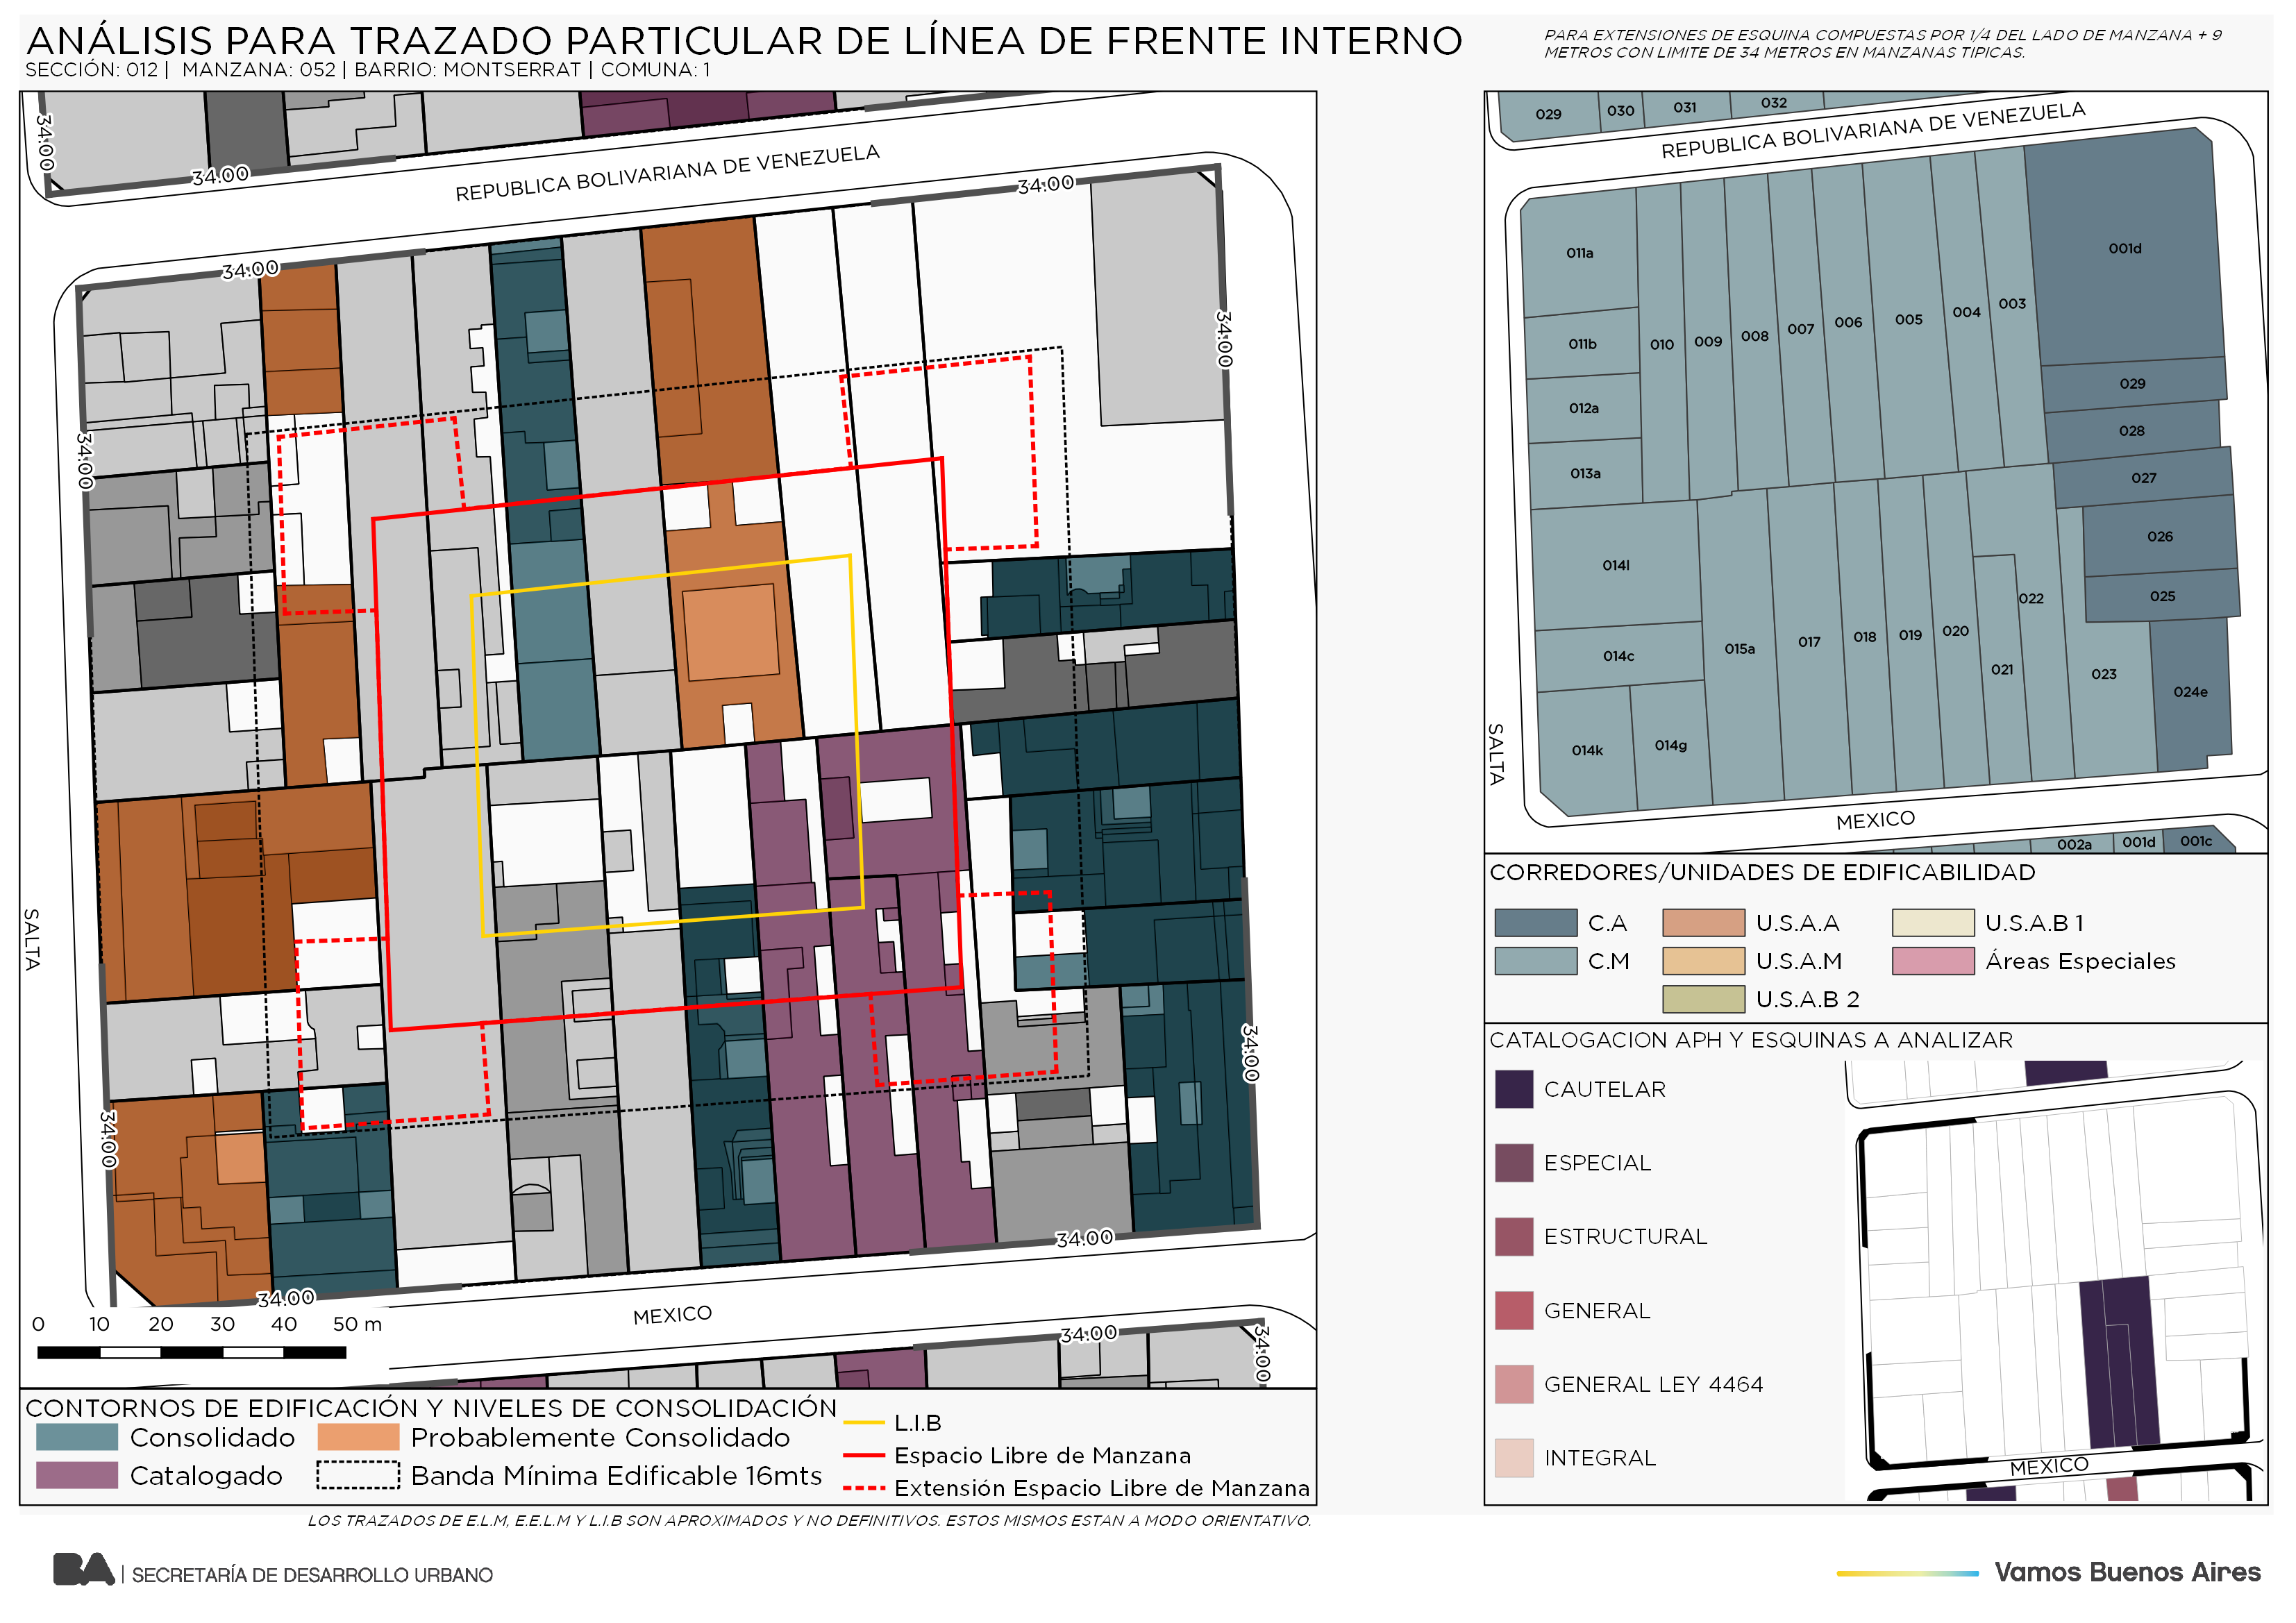 ANÁLISIS PARA TRAZADO PARTICULAR DE LÍNEA DE FRENTE INTERNO
SECCIÓN: 012 | MANZANA: 052 | BARRIO: MONTSERRAT | COMUNA: 1
PARA EXTENSIONES DE ESQUINA COMPUESTAS POR 1/4 DEL LADO DE MANZANA + 9
METROS CON LIMITE DE 34 METROS EN MANZANAS TIPICAS.
34.00
34.00
REPUBLICA BOLIVARIANA DE VENEZUELA
34.00
34.00
34.00
34.00
SALTA
34.00
34.00
34.00
34.00
MEXICO
34.00
34.00
0 10 20 30 40 50 m
CONTORNOS DE EDIFICACIÓN Y NIVELES DE CONSOLIDACIÓN
Consolidado
Probablemente Consolidado
Catalogado
Banda Mínima Edificable 16mts
L.I.B
Espacio Libre de Manzana
Extensión Espacio Libre de Manzana
LOS TRAZADOS DE E.L.M, E.E.L.M Y L.I.B SON APROXIMADOS Y NO DEFINITIVOS. ESTOS MISMOS ESTAN A MODO ORIENTATIVO.
029
030
031
032
REPUBLICA BOLIVARIANA DE VENEZUELA
011a
001d
011b
010
009
008
007
006
005
004
003
029
012a
028
013a
027
026
014l
025
022
014c
015a
017
018
019
020
021
023
024e
014k
014g
SALTA
MEXICO
002a
001d
001c
CORREDORES/UNIDADES DE EDIFICABILIDAD
C.A
U.S.A.A
U.S.A.B 1
C.M
U.S.A.M
Áreas Especiales
U.S.A.B 2
CATALOGACION APH Y ESQUINAS A ANALIZAR
CAUTELAR
ESPECIAL
ESTRUCTURAL
GENERAL
GENERAL LEY 4464
INTEGRAL
MEXICO
BA | SECRETARÍA DE DESARROLLO URBANO
Vamos Buenos Aires